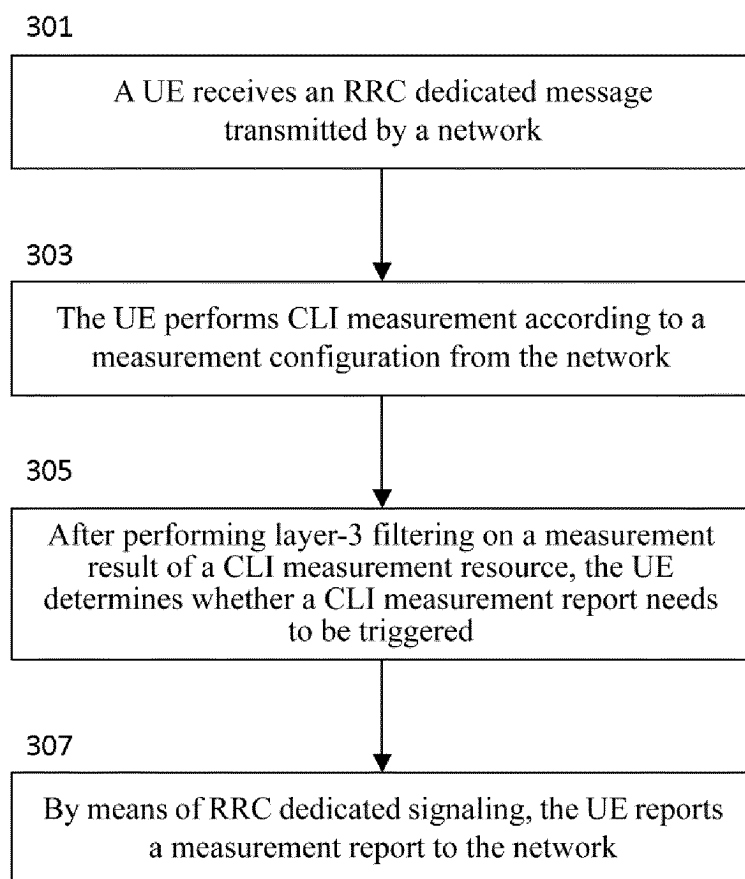 301
A UE receives an RRC dedicated message
transmitted by a network
303
The UE performs CLI measurement according to a
measurement configuration from the network
305
After performing layer-3 filtering on a measurement
result of a CLI measurement resource, the UE
determines whether a CLI measurement report needs
to be triggered
307
By means of RRC dedicated signaling, the UE reports
a measurement report to the network